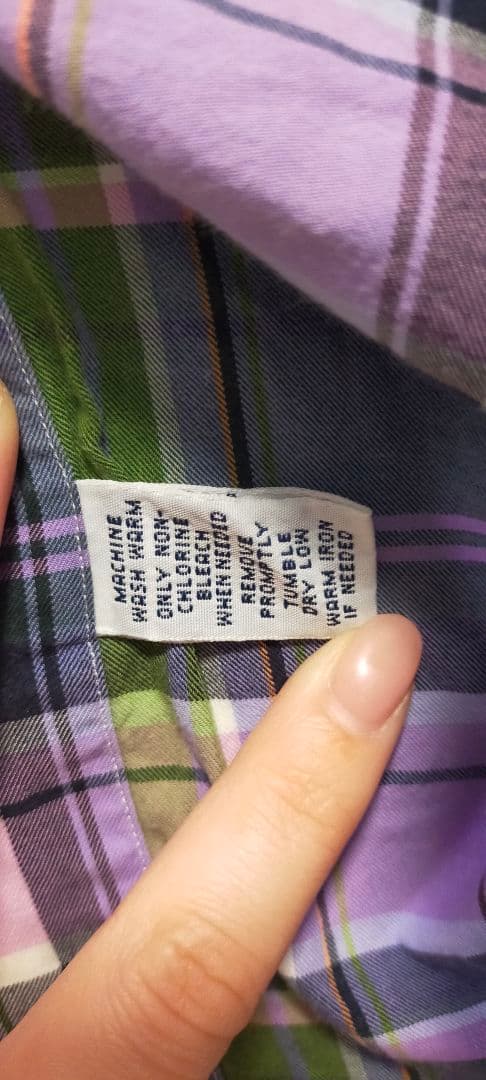 MACHINE
WASH WARM
ONLY NON-
CHLORINE
BLEACH
WHEN NEEDED
REMOVE
PROMPTLY
TUMBLE
DRY LOW
WARM IRON
IF NEEDED